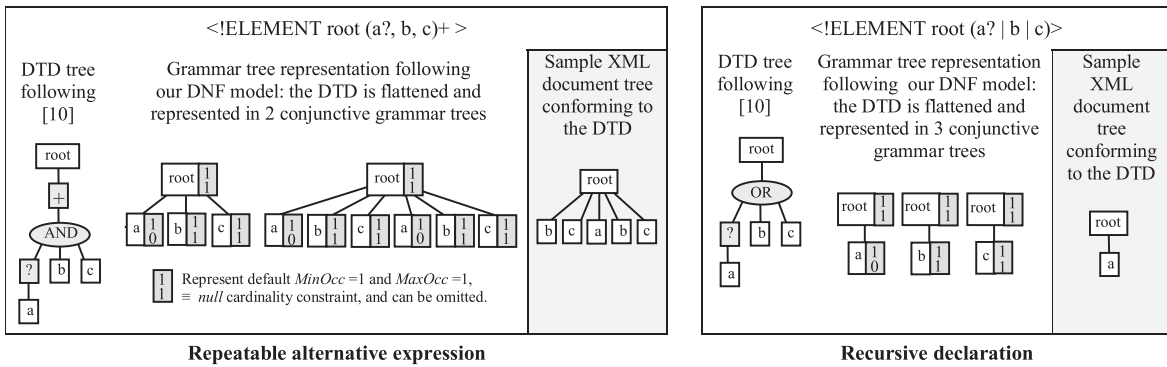 <!ELEMENT root (a?, b, c)+ >
DTD tree
following
[10]
root
+
AND
?
b
c
a
Grammar tree representation following
our DNF model: the DTD is flattened and
represented in 2 conjunctive grammar trees
root 1 1
a 1 0
b 1 1
c 1 1
root 1 1
a 1 0
b 1 1
c 1 1
a 1 0
b 1 1
c 1 1
1 1 Represent default MinOcc =1 and MaxOcc =1,
≡ null cardinality constraint, and can be omitted.
Sample XML
document tree
conforming to
the DTD
root
b
c
a
b
c
Repeatable alternative expression
<!ELEMENT root (a? | b | c)>
DTD tree
following
[10]
root
OR
?
b
c
a
Grammar tree representation
following our DNF model:
the DTD is flattened and
represented in 3 conjunctive
grammar trees
root 1 1
a 1 0
root 1 1
b 1 1
root 1 1
c 1 1
Sample
XML
document
tree
conforming
to the DTD
root
a
Recursive declaration